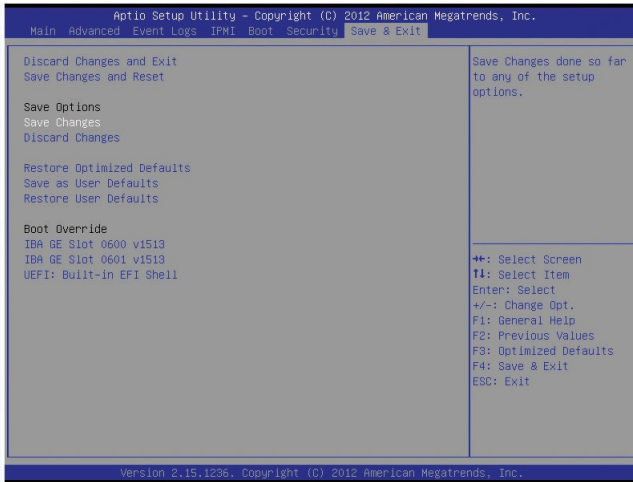 Aptio Setup Utility – Copyright (C) 2012 American Megatrends, Inc.
Main Advanced Event Logs IPMI Boot Security Save & Exit
Discard Changes and Exit
Save Changes and Reset
Save Options
Save Changes
Discard Changes
Restore Optimized Defaults
Save as User Defaults
Restore User Defaults
Boot Override
IBA GE Slot 0600 v1513
IBA GE Slot 0601 v1513
UEFI: Built-in EFI Shell
Save Changes done so far
to any of the setup
options.
→←: Select Screen
↑↓: Select Item
Enter: Select
+/-: Change Opt.
F1: General Help
F2: Previous Values
F3: Optimized Defaults
F4: Save & Exit
ESC: Exit
Version 2.15.1236. Copyright (C) 2012 American Megatrends, Inc.